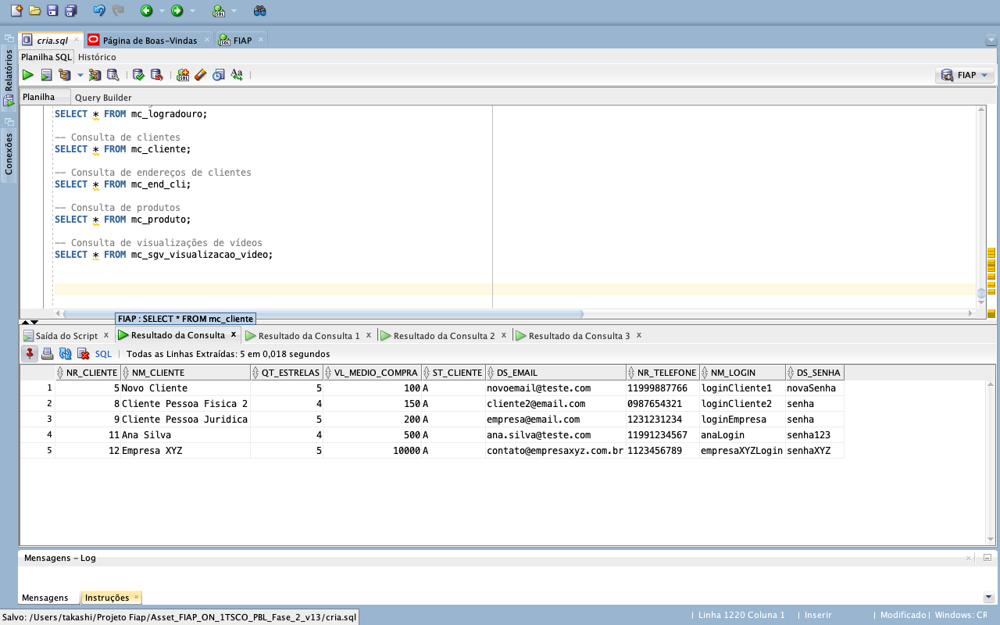 cria.sql
Página de Boas-Vindas
FIAP
Planilha SQL Histórico
FIAP
Planilha Query Builder
Relatórios
Conexões
SELECT * FROM mc_logradouro;
-- Consulta de clientes
SELECT * FROM mc_cliente;
-- Consulta de endereços de clientes
SELECT * FROM mc_end_cli;
-- Consulta de produtos
SELECT * FROM mc_produto;
-- Consulta de visualizações de vídeos
SELECT * FROM mc_sgv_visualizacao_video;
FIAP : SELECT * FROM mc_cliente
Saída do Script x Resultado da Consulta x Resultado da Consulta 1 x Resultado da Consulta 2 x Resultado da Consulta 3 x
SQL | Todas as Linhas Extraídas: 5 em 0,018 segundos
NR_CLIENTE NM_CLIENTE QT_ESTRELAS VL_MEDIO_COMPRA ST_CLIENTE DS_EMAIL NR_TELEFONE NM_LOGIN DS_SENHA
1 5 Novo Cliente 5 100 A novoemail@teste.com 11999887766 loginCliente1 novaSenha
2 8 Cliente Pessoa Fisica 2 4 150 A cliente2@email.com 0987654321 loginCliente2 senha
3 9 Cliente Pessoa Juridica 5 200 A empresa@email.com 1231231234 loginEmpresa senha
4 11 Ana Silva 4 500 A ana.silva@teste.com 11991234567 anaLogin senha123
5 12 Empresa XYZ 5 10000 A contato@empresaxyz.com.br 1123456789 empresaXYZLogin senhaXYZ
Mensagens - Log
Mensagens Instruções
Salvo: /Users/takashi/Projeto Fiap/Asset_FIAP_ON_1TSCO_PBL_Fase_2_v13/cria.sql
| Linha 1220 Coluna 1 | Inserir | Modificado | Windows: CR